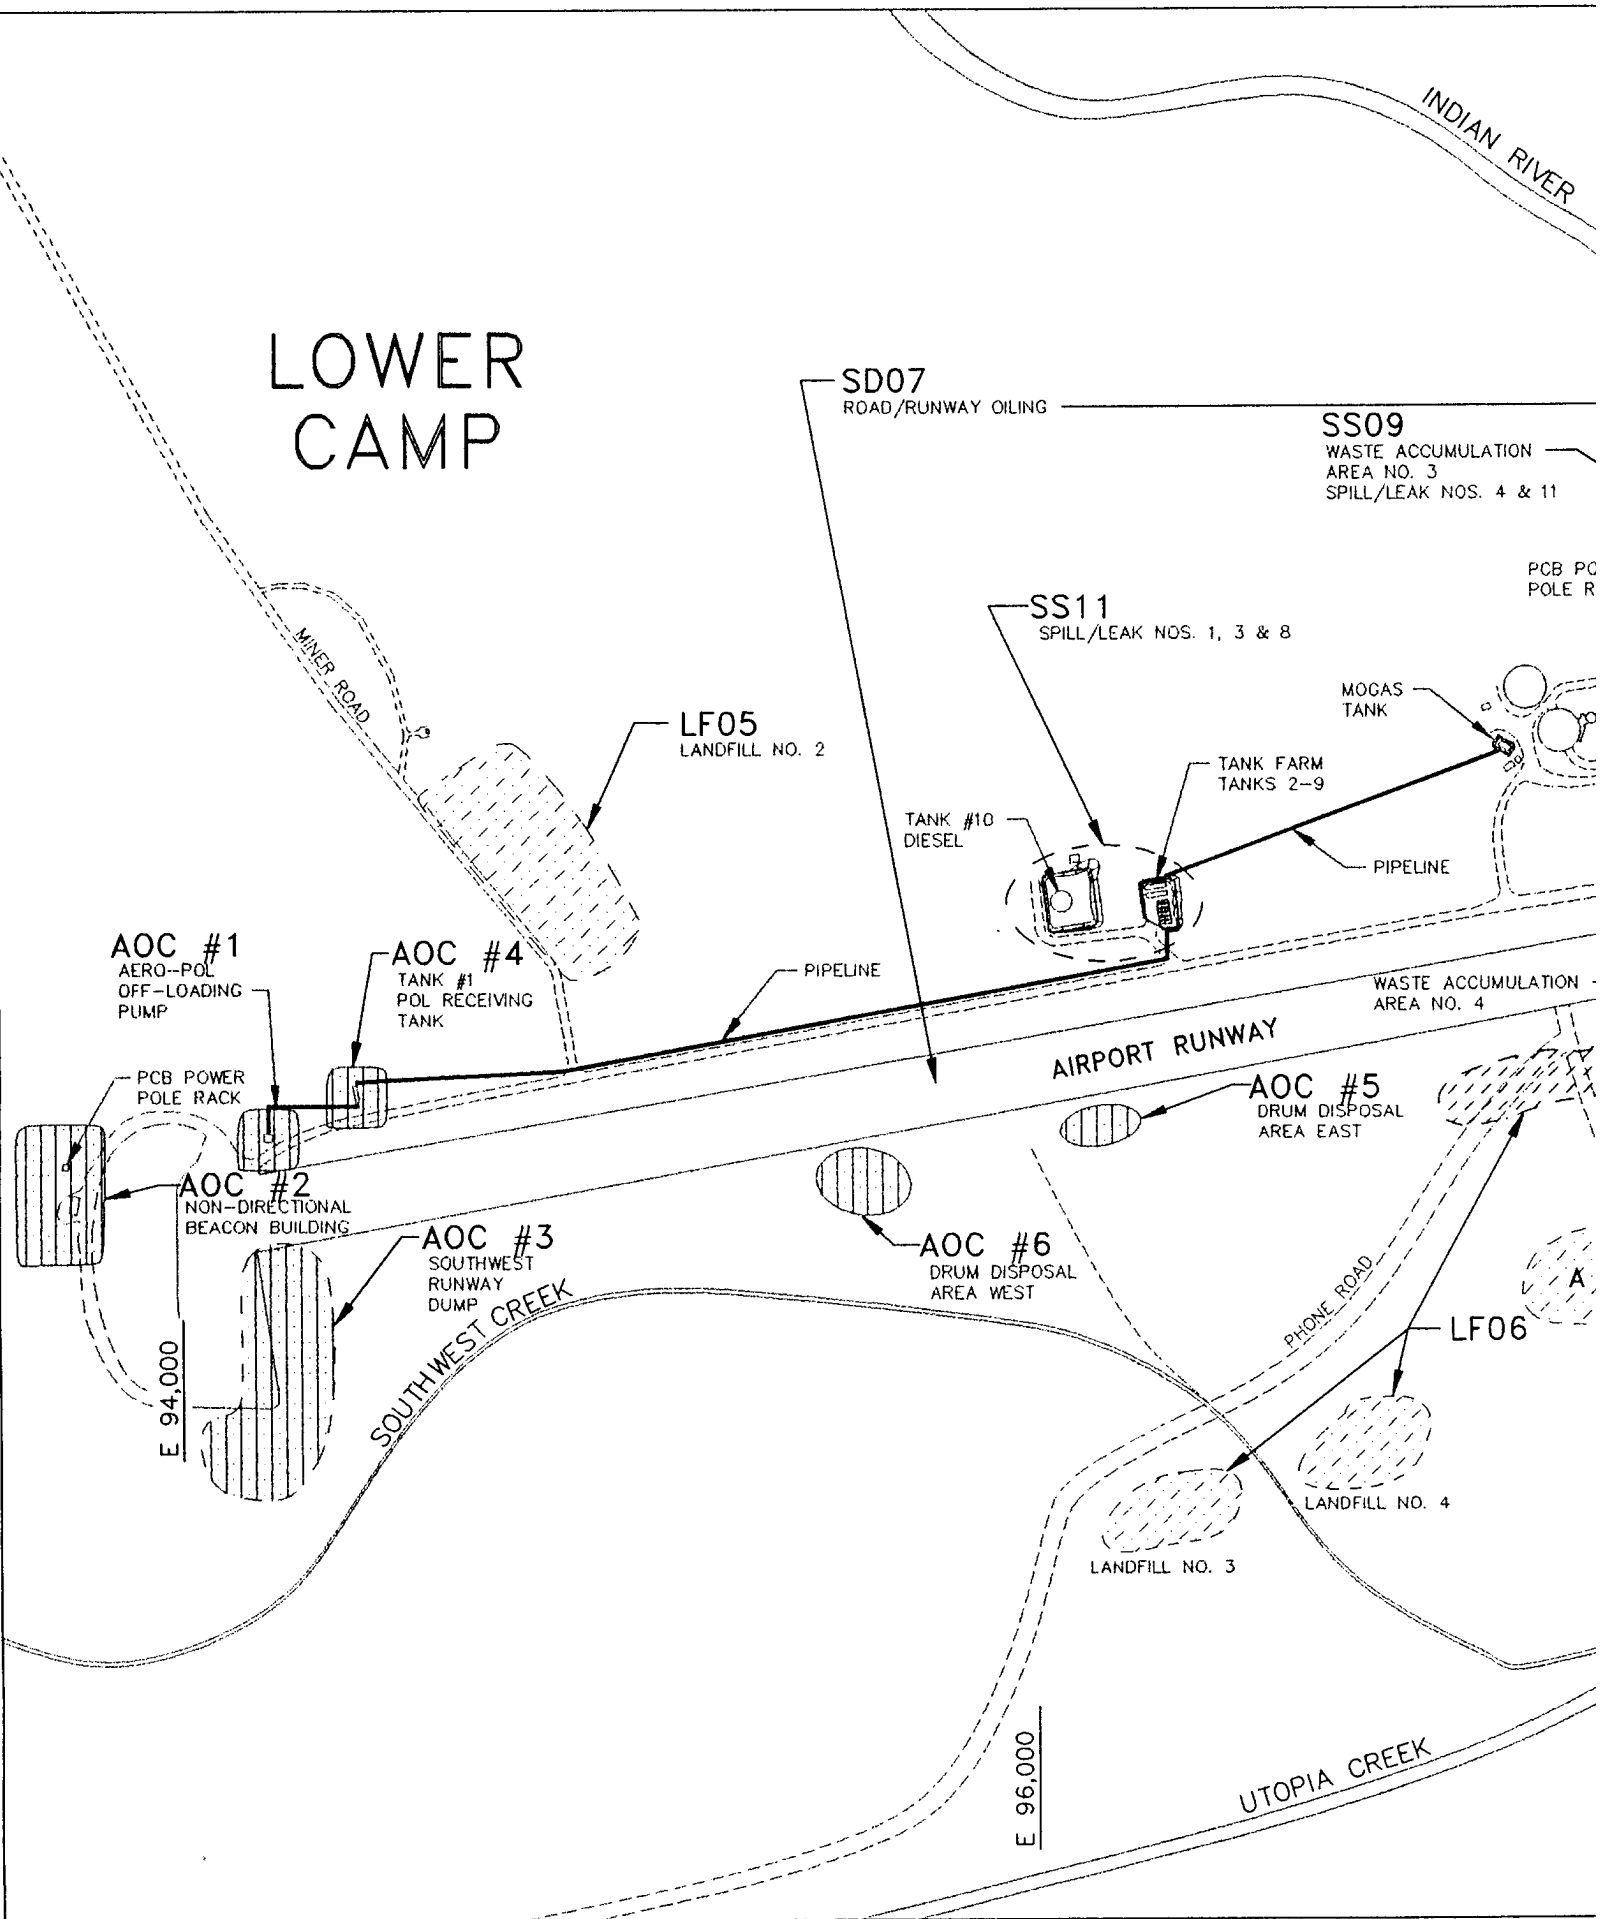 INDIAN RIVER
LOWER
CAMP
SD07
ROAD/RUNWAY OILING
SS09
WASTE ACCUMULATION
AREA NO. 3
SPILL/LEAK NOS. 4 & 11
PCB PO
POLE R
SS11
SPILL/LEAK NOS. 1, 3 & 8
MINER ROAD
MOGAS
TANK
LF05
LANDFILL NO. 2
TANK FARM
TANKS 2-9
TANK #10
DIESEL
PIPELINE
AOC #1
AERO-POL
OFF-LOADING
PUMP
AOC #4
TANK #1
POL RECEIVING
TANK
PIPELINE
WASTE ACCUMULATION
AREA NO. 4
AIRPORT RUNWAY
PCB POWER
POLE RACK
AOC #5
DRUM DISPOSAL
AREA EAST
AOC #2
NON-DIRECTIONAL
BEACON BUILDING
AOC #3
SOUTHWEST
RUNWAY
DUMP
AOC #6
DRUM DISPOSAL
AREA WEST
A
PHONE ROAD
LF06
SOUTHWEST CREEK
E 94,000
LANDFILL NO. 4
LANDFILL NO. 3
E 96,000
UTOPIA CREEK